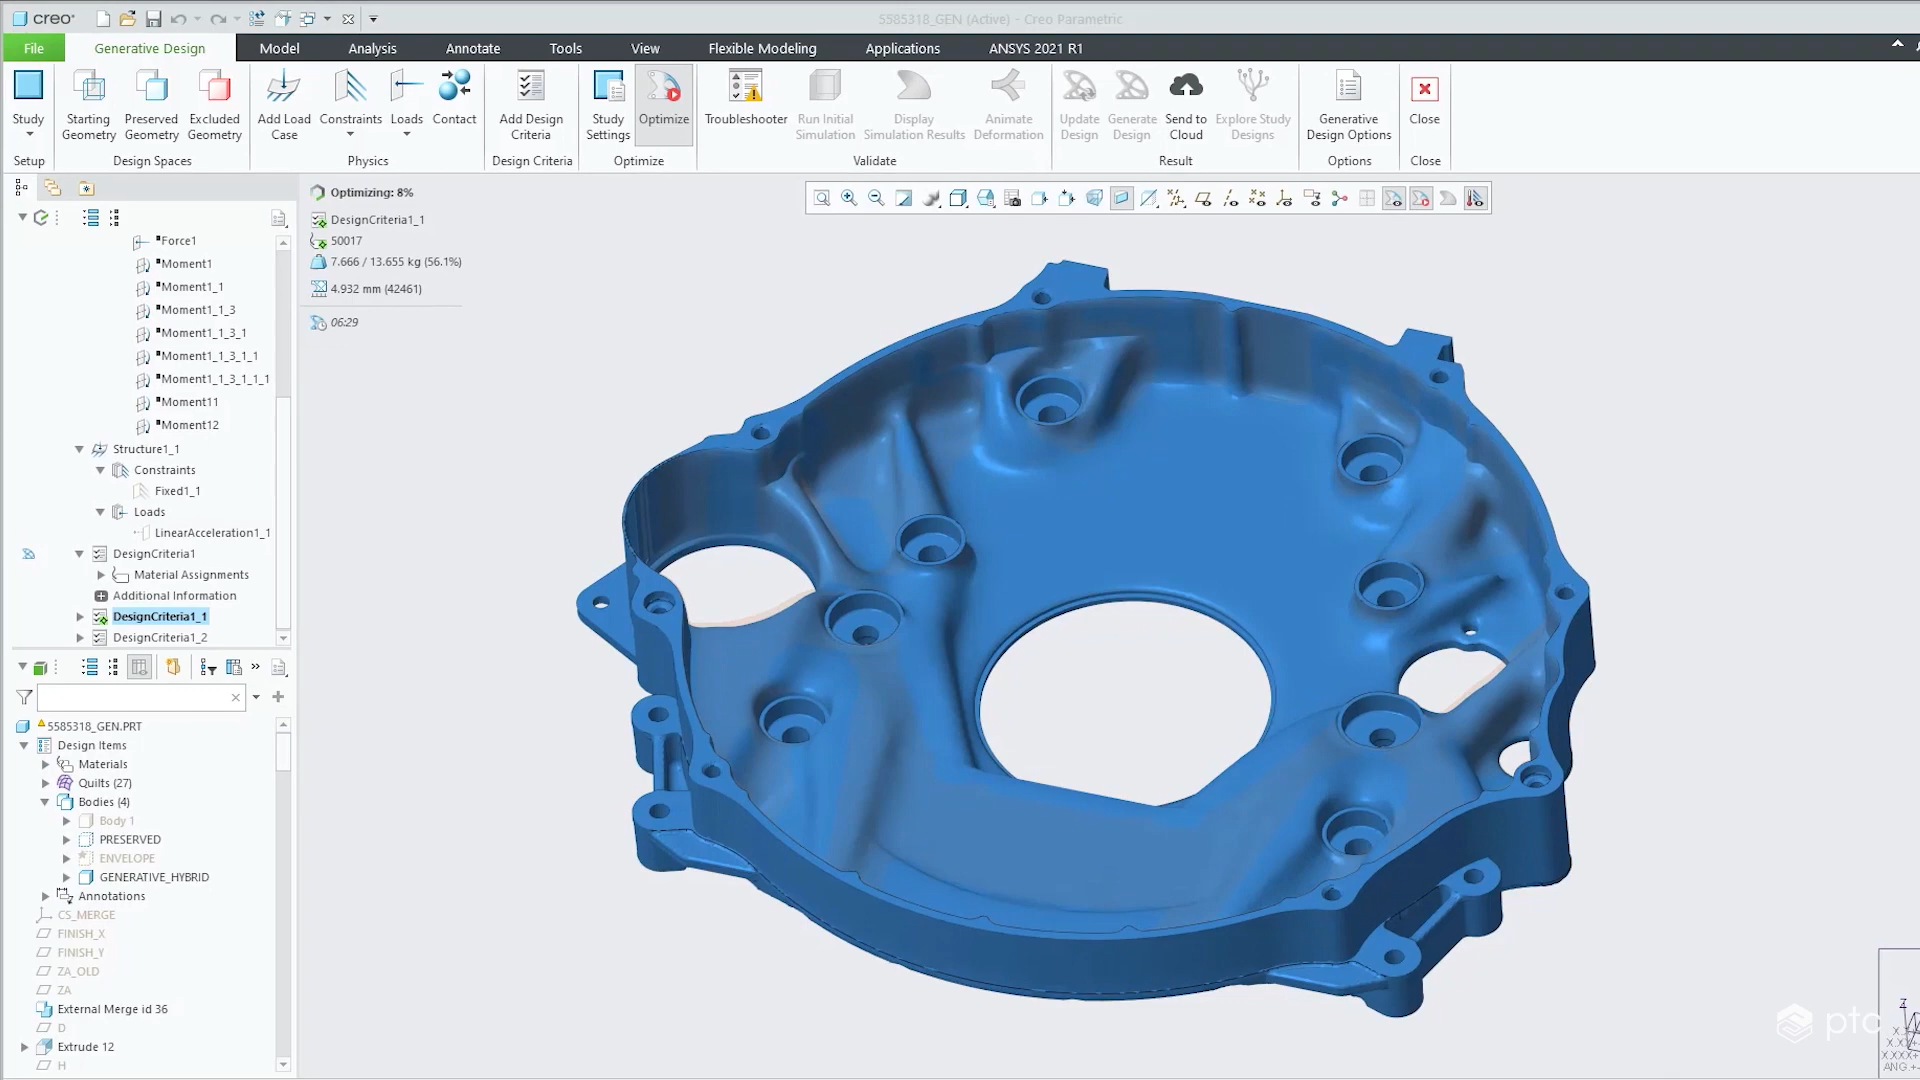 creo
5585318_GEN (Active) - Creo Parametric
File
Generative Design
Model
Analysis
Annotate
Tools
View
Flexible Modeling
Applications
ANSYS 2021 R1
Study
Starting Geometry
Preserved Geometry
Excluded Geometry
Add Load Case
Constraints
Loads
Contact
Add Design Criteria
Study Settings
Optimize
Troubleshooter
Run Initial Simulation
Display Simulation Results
Animate Deformation
Update Design
Generate Design
Send to Cloud
Explore Study Designs
Generative Design Options
Close
Setup
Design Spaces
Physics
Design Criteria
Optimize
Validate
Result
Options
Close
Force1
Moment1
Moment1_1
Moment1_1_3
Moment1_1_3_1
Moment1_1_3_1_1
Moment1_1_3_1_1_1
Moment11
Moment12
Structure1_1
Constraints
Fixed1_1
Loads
LinearAcceleration1_1
DesignCriteria1
Material Assignments
Additional Information
DesignCriteria1_1
DesignCriteria1_2
5585318_GEN.PRT
Design Items
Materials
Quilts (27)
Bodies (4)
Body 1
PRESERVED
ENVELOPE
GENERATIVE_HYBRID
Annotations
CS_MERGE
FINISH_X
FINISH_Y
ZA_OLD
ZA
External Merge id 36
D
Extrude 12
H
Optimizing: 8%
DesignCriteria1_1
50017
7.666 / 13.655 kg (56.1%)
4.932 mm (42461)
06:29
ptc
Z
X.X
X.XX+
X.XXX+-
ANG +-